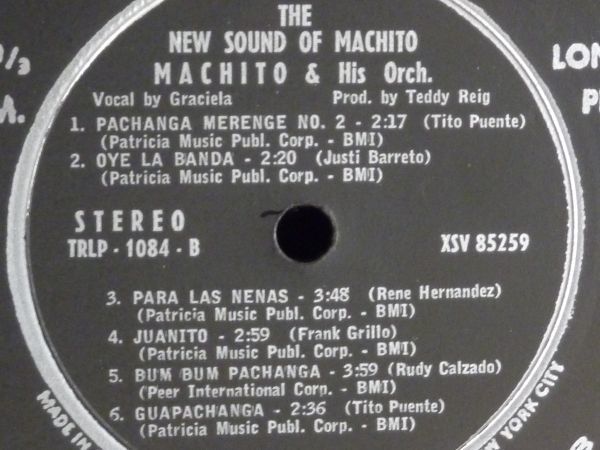 THE
NEW SOUND OF MACHITO
MACHITO & His Orch.
Vocal by Graciela Prod. by Teddy Reig
1. PACHANGA MERENGE NO. 2 - 2:17 (Tito Puente)
(Patricia Music Publ. Corp. - BMI)
2. OYE LA BANDA - 2:20 (Justi Barreto)
(Patricia Music Publ. Corp. - BMI)
STEREO
TRLP - 1084 - B XSV 85259
3. PARA LAS NENAS - 3:48 (Rene Hernandez)
(Patricia Music Publ. Corp. - BMI)
4. JUANITO - 2:59 (Frank Grillo)
(Patricia Music Publ. Corp. - BMI)
5. BUM BUM PACHANGA - 3:59 (Rudy Calzado)
(Peer International Corp. - BMI)
6. GUAPACHANGA - 2:36 (Tito Puente)
(Patricia Music Publ. Corp. - BMI)
MADE IN
YORK CITY
LON